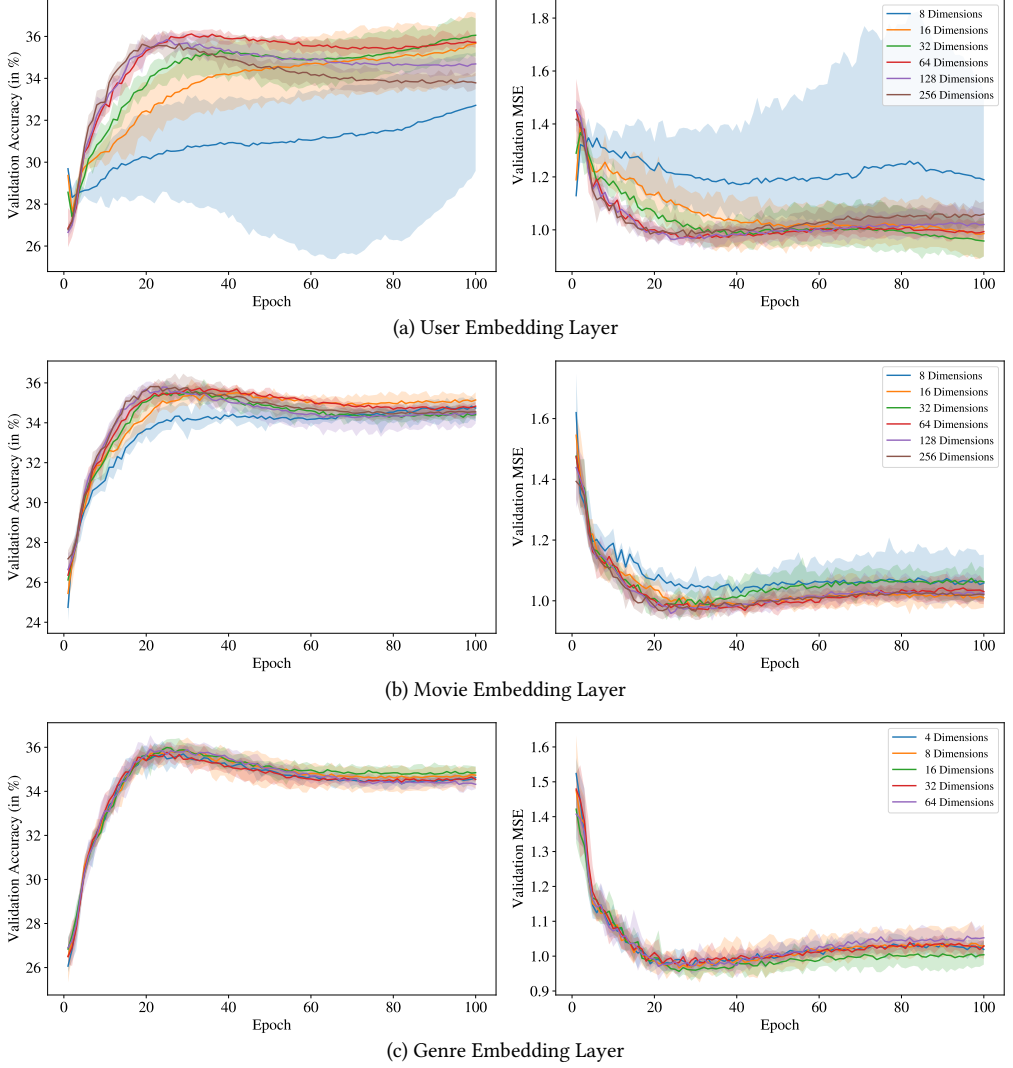 Validation Accuracy (in %)
36
34
32
30
28
26
0 20 40 60 80 100
Epoch
Validation MSE
1.8
1.6
1.4
1.2
1.0
0 20 40 60 80 100
Epoch
8 Dimensions
16 Dimensions
32 Dimensions
64 Dimensions
128 Dimensions
256 Dimensions
(a) User Embedding Layer
Validation Accuracy (in %)
36
34
32
30
28
26
24
0 20 40 60 80 100
Epoch
Validation MSE
1.6
1.4
1.2
1.0
0 20 40 60 80 100
Epoch
8 Dimensions
16 Dimensions
32 Dimensions
64 Dimensions
128 Dimensions
256 Dimensions
(b) Movie Embedding Layer
Validation Accuracy (in %)
36
34
32
30
28
26
0 20 40 60 80 100
Epoch
Validation MSE
1.6
1.5
1.4
1.3
1.2
1.1
1.0
0.9
0 20 40 60 80 100
Epoch
4 Dimensions
8 Dimensions
16 Dimensions
32 Dimensions
64 Dimensions
(c) Genre Embedding Layer